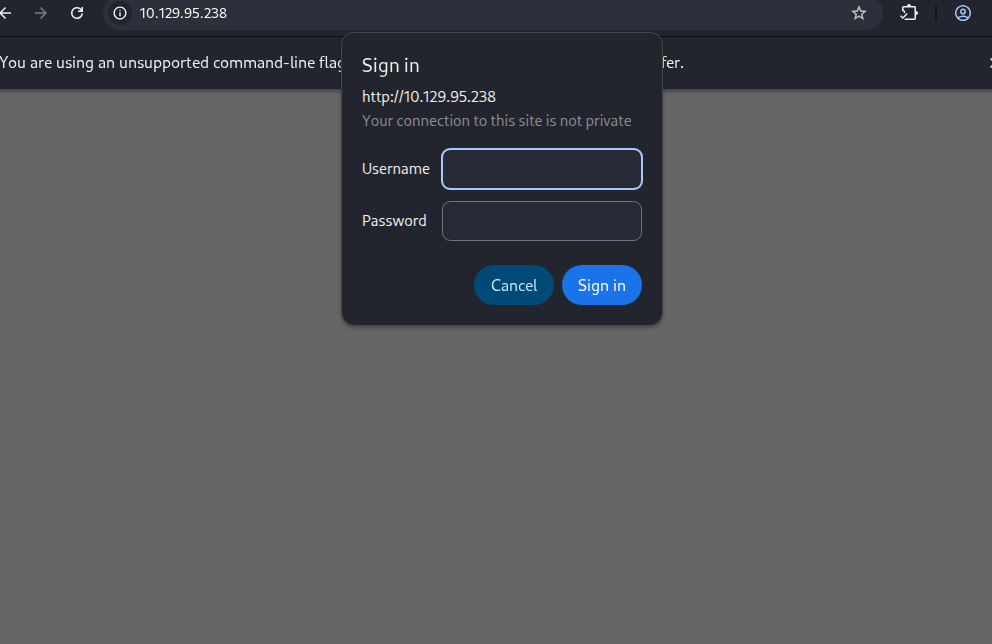 10.129.95.238
You are using an unsupported command-line flag
fer.
Sign in
http://10.129.95.238
Your connection to this site is not private
Username
Password
Cancel
Sign in